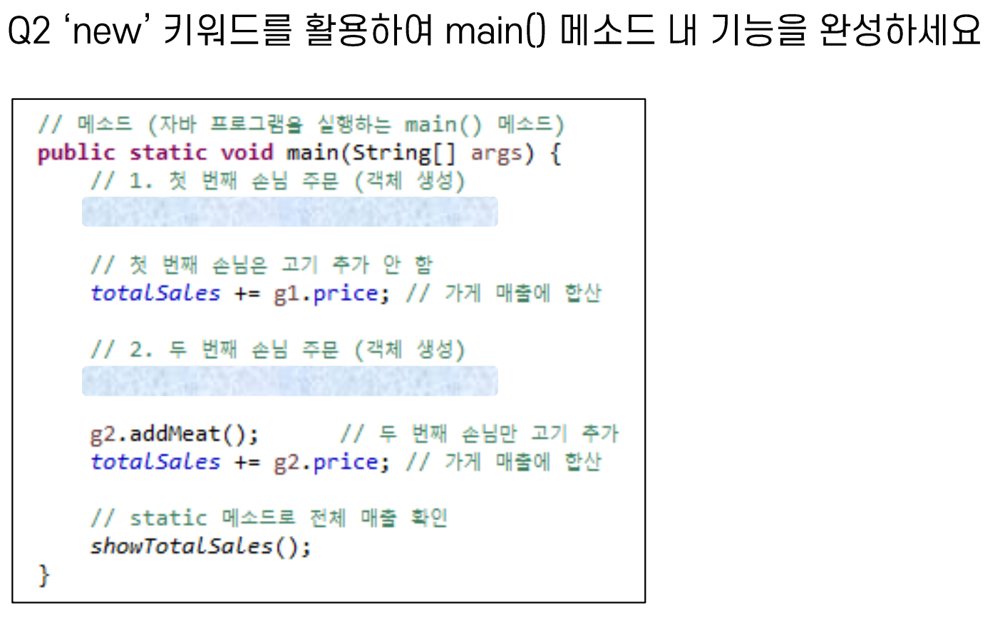 Q2 ‘new’ 키워드를 활용하여 main() 메소드 내 기능을 완성하세요
// 메소드 (자바 프로그램을 실행하는 main() 메소드)
public static void main(String[] args) {
// 1. 첫 번째 손님 주문 (객체 생성)
// 첫 번째 손님은 고기 추가 안 함
totalSales += g1.price; // 가게 매출에 합산
// 2. 두 번째 손님 주문 (객체 생성)
g2.addMeat(); // 두 번째 손님만 고기 추가
totalSales += g2.price; // 가게 매출에 합산
// static 메소드로 전체 매출 확인
showTotalSales();
}